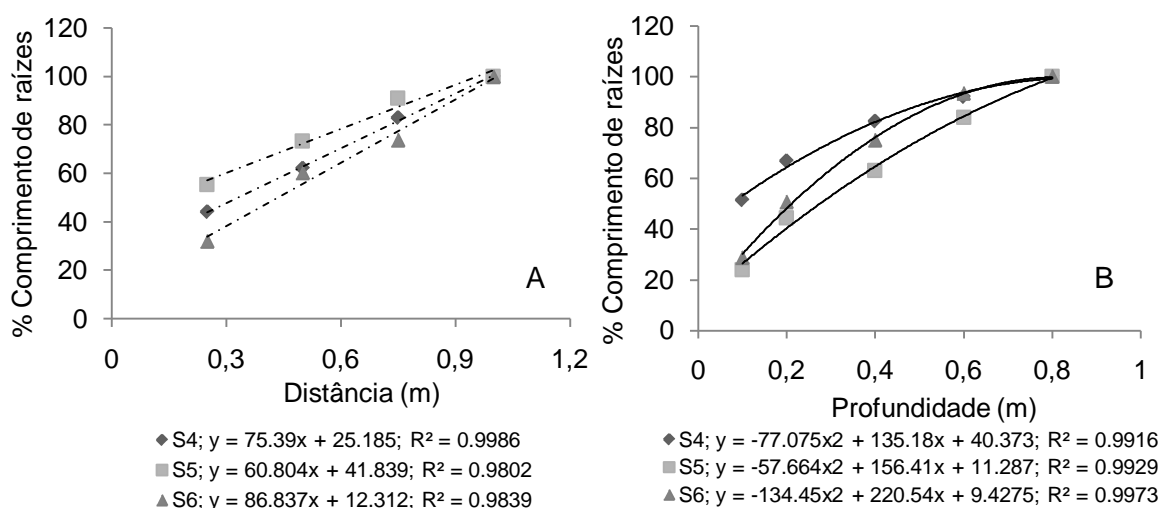 % Comprimento de raízes
120
100
80
60
40
20
0
0 0,3 0,6 0,9 1,2
Distância (m)
A
S4; y = 75.39x + 25.185; R² = 0.9986
S5; y = 60.804x + 41.839; R² = 0.9802
S6; y = 86.837x + 12.312; R² = 0.9839
% Comprimento de raízes
120
100
80
60
40
20
0
0 0,2 0,4 0,6 0,8 1
Profundidade (m)
B
S4; y = -77.075x2 + 135.18x + 40.373; R² = 0.9916
S5; y = -57.664x2 + 156.41x + 11.287; R² = 0.9929
S6; y = -134.45x2 + 220.54x + 9.4275; R² = 0.9973